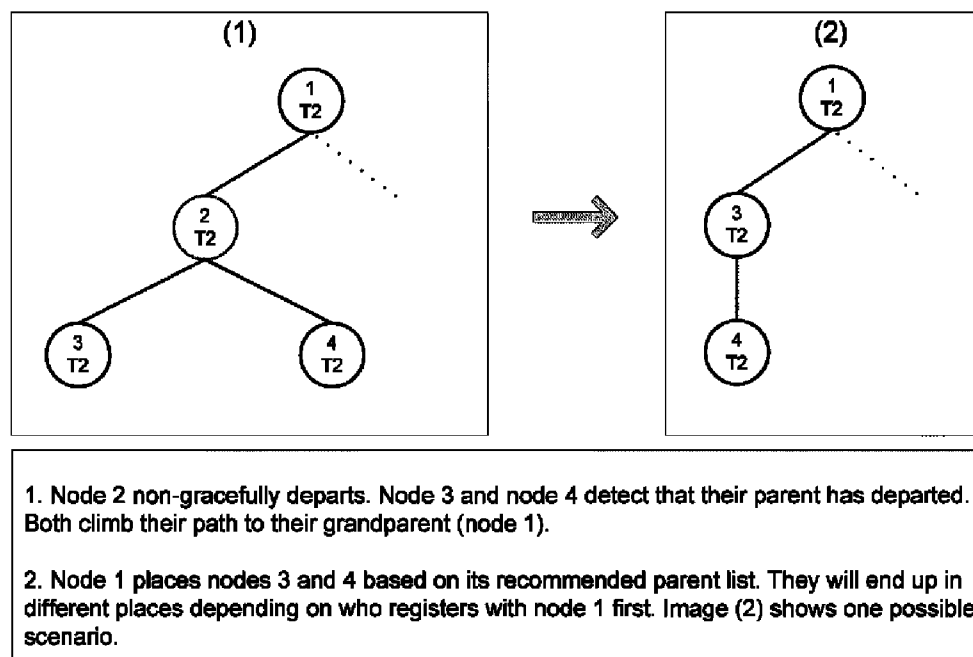 (1)
1
T2
2
T2
3
T2
4
T2
(2)
1
T2
3
T2
4
T2
1. Node 2 non-gracefully departs. Node 3 and node 4 detect that their parent has departed.
Both climb their path to their grandparent (node 1).
2. Node 1 places nodes 3 and 4 based on its recommended parent list. They will end up in
different places depending on who registers with node 1 first. Image (2) shows one possible
scenario.